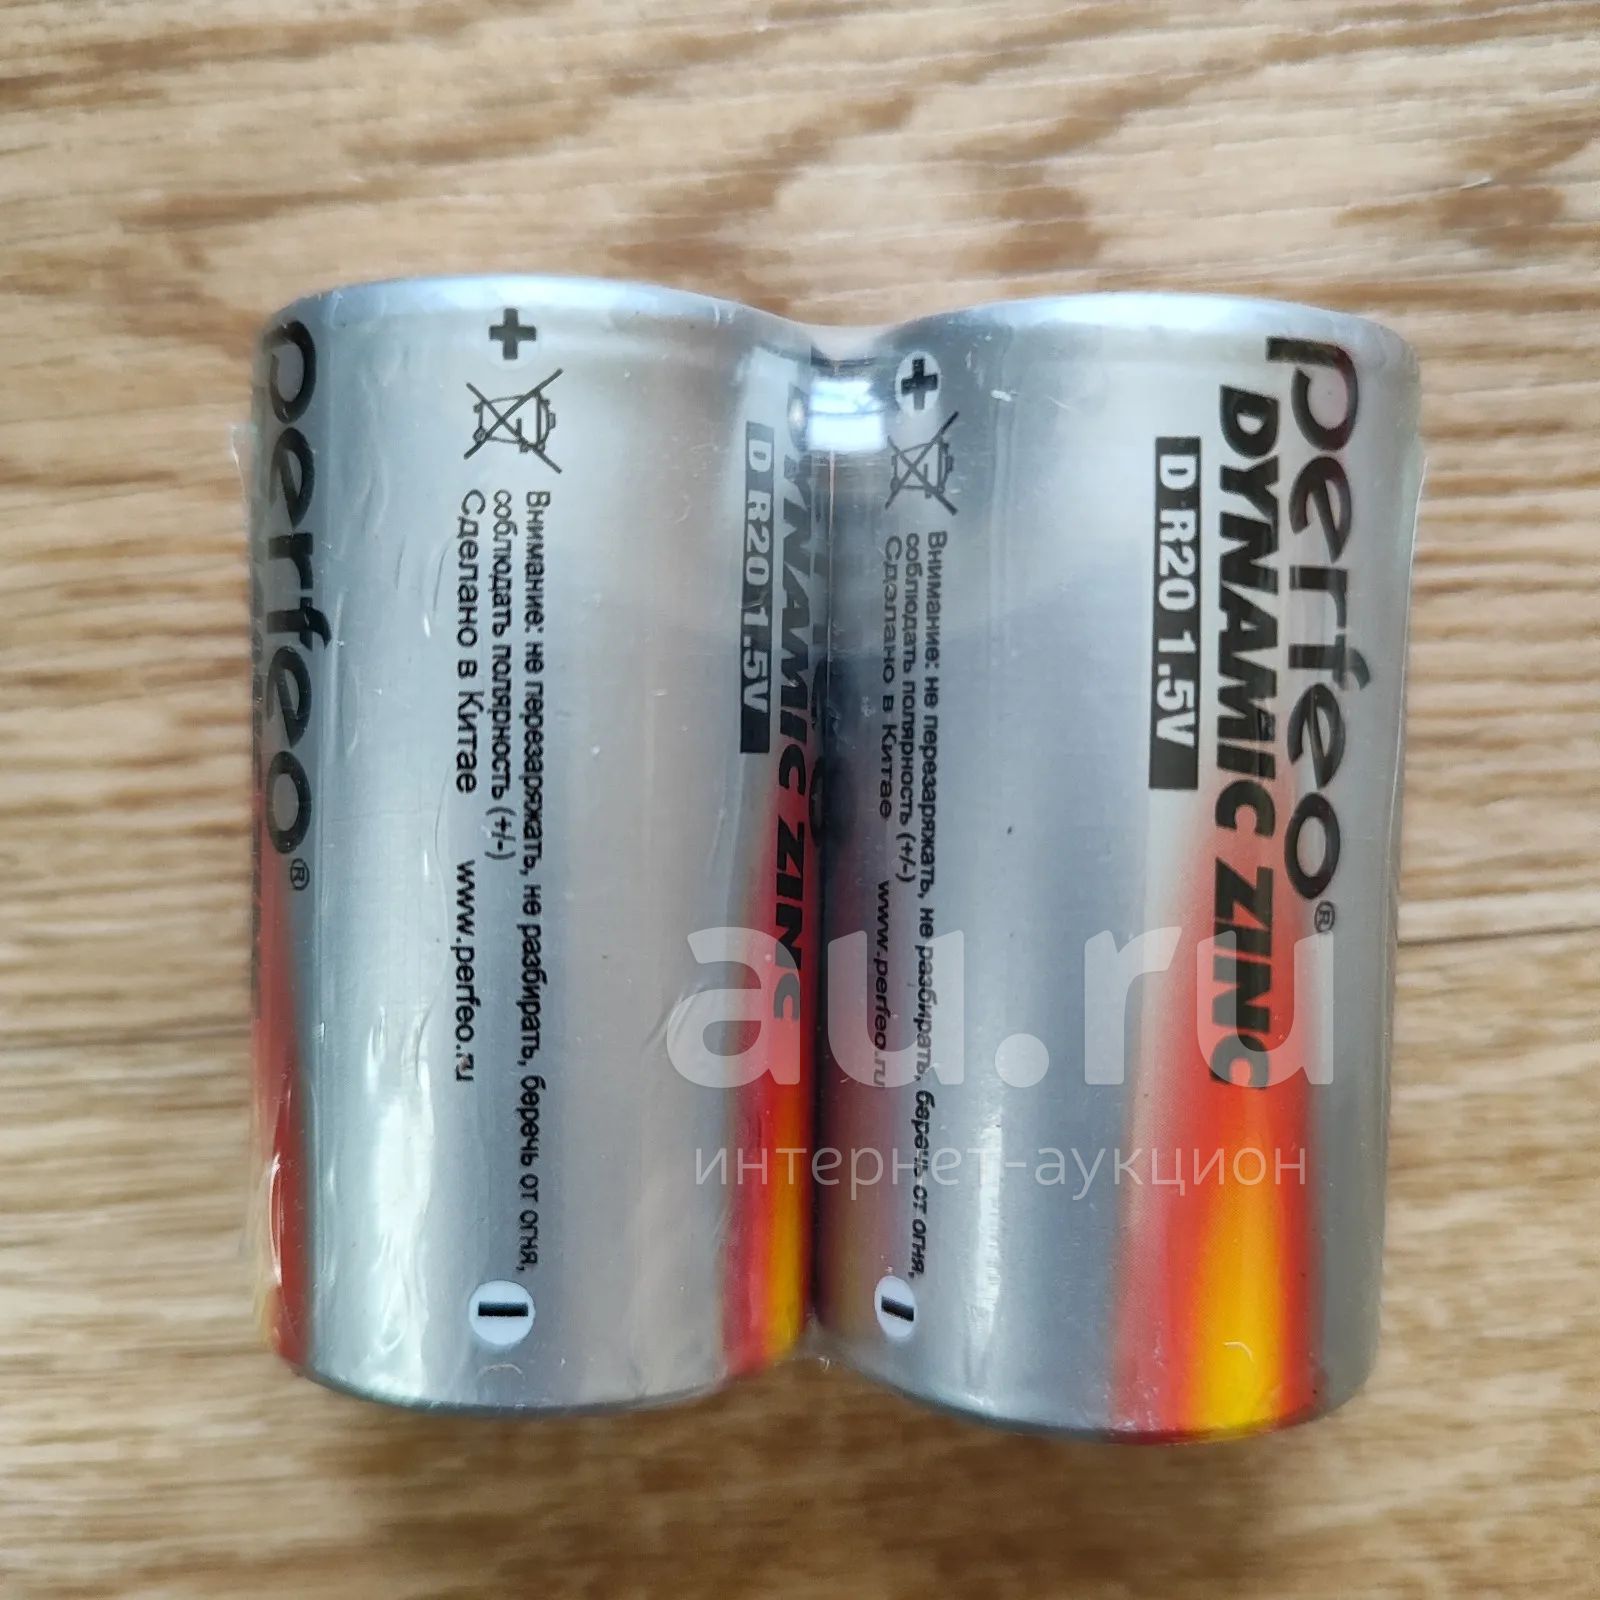 perfeo®
Внимание: не перезаряжать, не разбирать, беречь от огня,
соблюдать полярность (+/-)
Сделано в Китае www.perfeo.ru
DYNAMIC ZINC
D R20 1.5V
Внимание: не перезаряжать, не разбирать, беречь от огня,
соблюдать полярность (+/-)
Сделано в Китае www.perfeo.ru
perfeo®
DYNAMIC ZINC
D R20 1.5V
au.ru
интернет-аукцион